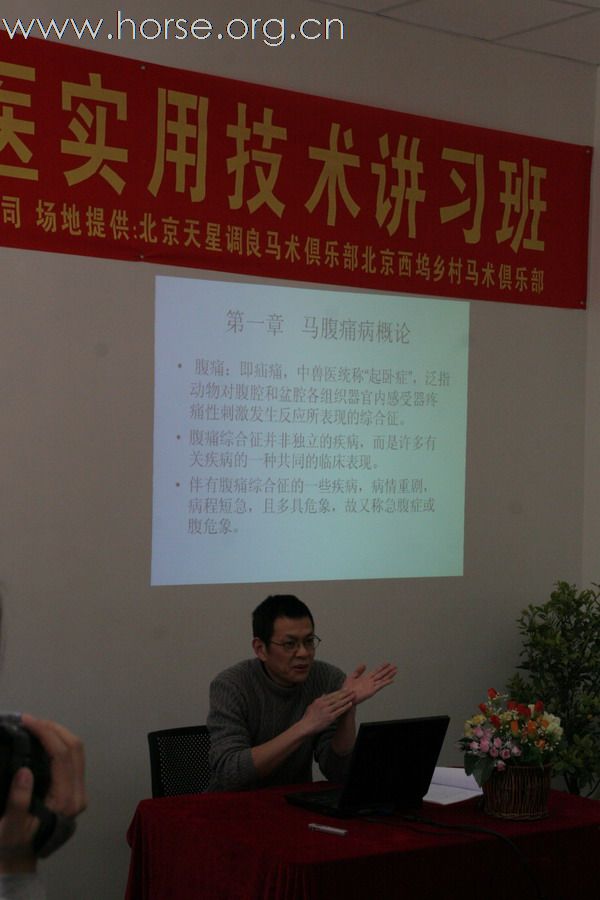 www.horse.org.cn
医实用技术讲习班
司 场地提供:北京天星调良马术俱乐部北京西坞乡村马术俱乐部
第一章 马腹痛病概论
• 腹痛：即疝痛，中兽医统称“起卧症”，泛指
动物对腹腔和盆腔各组织器官内感受器疼
痛性刺激发生反应所表现的综合征。
• 腹痛综合征并非独立的疾病，而是许多有
关疾病的一种共同的临床表现。
• 伴有腹痛综合征的一些疾病，病情重剧，
病程短急，且多具危象，故又称急腹症或
腹危象。